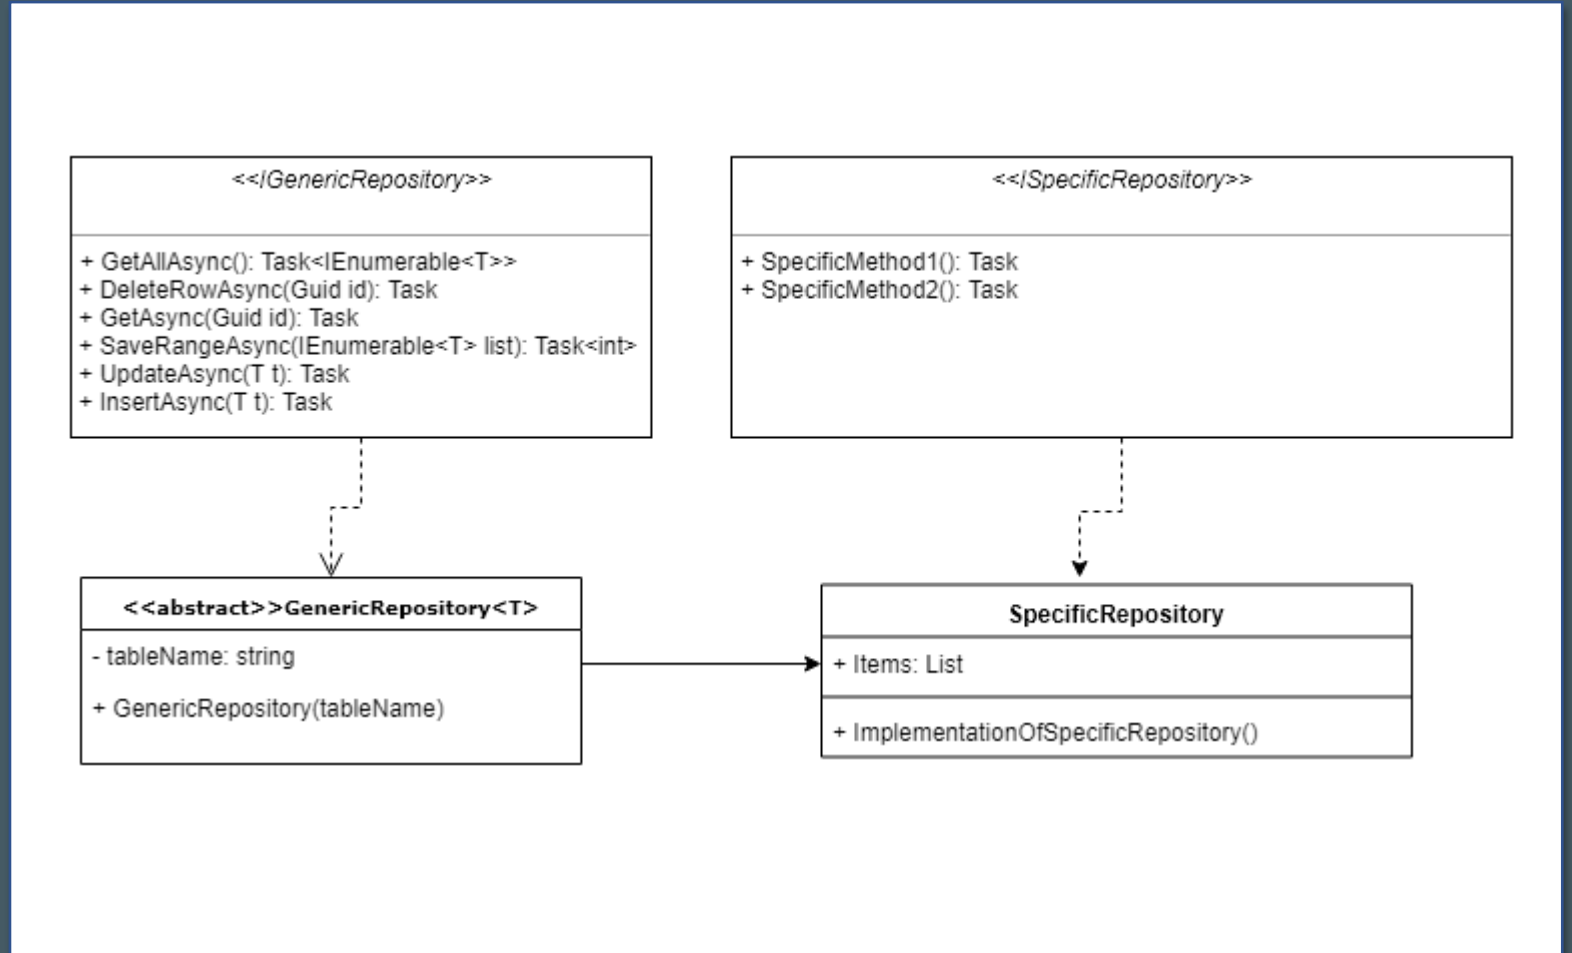 <<IGenericRepository>>
+ GetAllAsync(): Task<IEnumerable<T>>
+ DeleteRowAsync(Guid id): Task
+ GetAsync(Guid id): Task
+ SaveRangeAsync(IEnumerable<T> list): Task<int>
+ UpdateAsync(T t): Task
+ InsertAsync(T t): Task
<<ISpecificRepository>>
+ SpecificMethod1(): Task
+ SpecificMethod2(): Task
<<abstract>>GenericRepository<T>
- tableName: string
+ GenericRepository(tableName)
SpecificRepository
+ Items: List
+ ImplementationOfSpecificRepository()